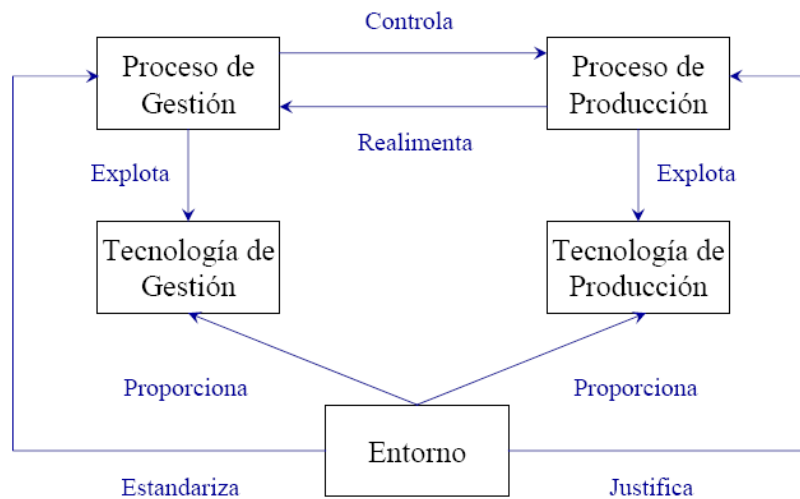 Controla
Proceso de
Gestión
Proceso de
Producción
Realimenta
Explota
Explota
Tecnología de
Gestión
Tecnología de
Producción
Proporciona
Proporciona
Entorno
Estandariza
Justifica